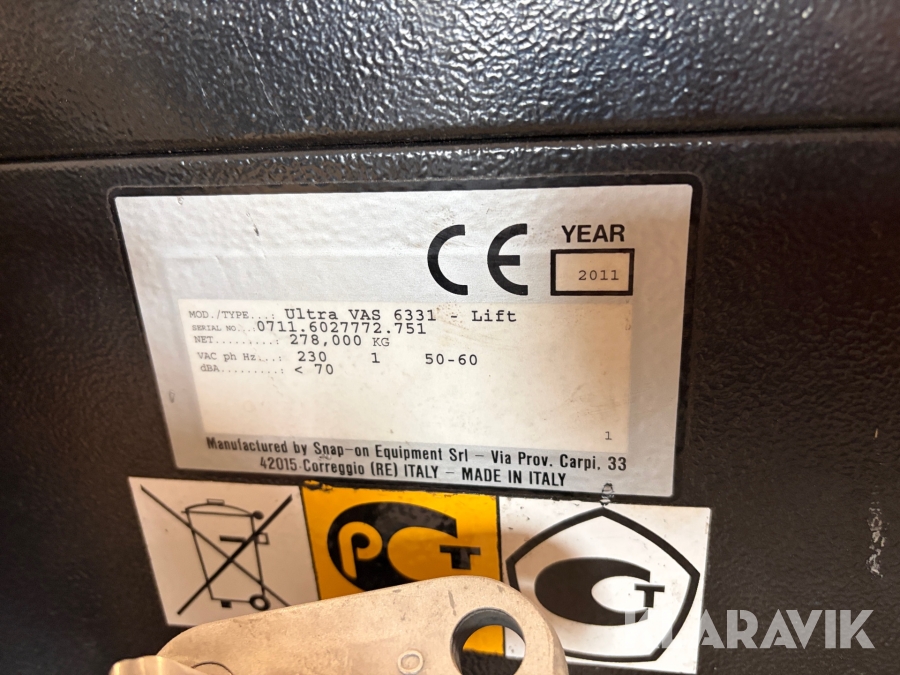 CE YEAR
2011
MOD./TYPE...: Ultra VAS 6331 - Lift
SERIAL NO...:0711.6027772.751
NET.........: 278,000 KG
VAC ph Hz...: 230 1 50-60
dBA.........: < 70
1
Manufactured by Snap-on Equipment Srl - Via Prov. Carpi, 33
42015 Correggio (RE) ITALY - MADE IN ITALY
PCT
CT
KLARAVIK